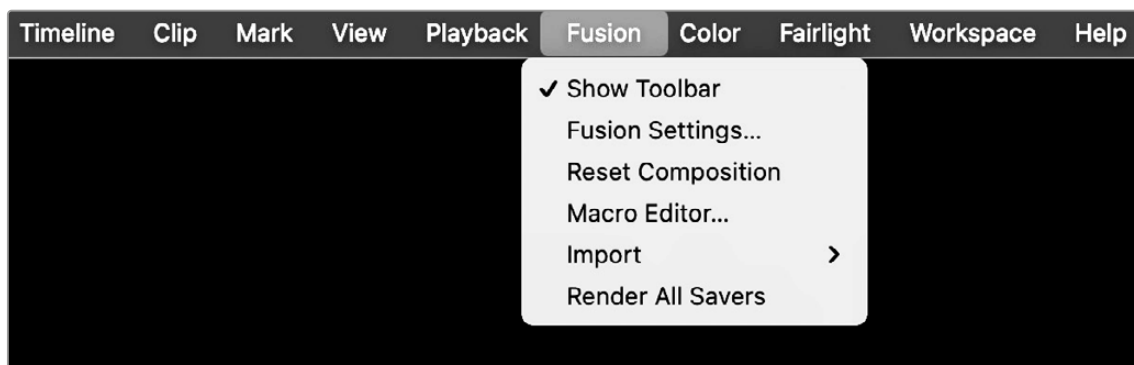 Timeline Clip Mark View Playback Fusion Color Fairlight Workspace Help
Show Toolbar
Fusion Settings...
Reset Composition
Macro Editor...
Import
Render All Savers